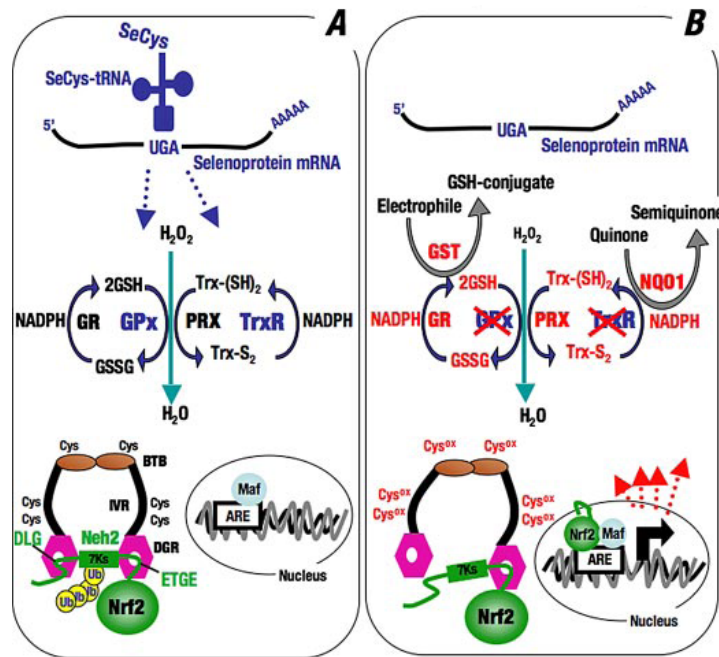 A
SeCys
SeCys-tRNA
5'
UGA
AAAAA
Selenoprotein mRNA
H₂O₂
2GSH
Trx-(SH)₂
NADPH
GR
GPx
PRX
TrxR
NADPH
GSSG
Trx-S₂
H₂O
Cys
Cys
BTB
Cys
Cys
IVR
Cys
Cys
DLG
Neh2
DGR
7Ks
ETGE
Ub
Ub
Ub
Ub
Nrf2
Maf
ARE
Nucleus
B
5'
UGA
AAAAA
Selenoprotein mRNA
GSH-conjugate
Electrophile
GST
Semiquinone
Quinone
NQO1
H₂O₂
2GSH
Trx-(SH)₂
NADPH
GR
GPx
PRX
TrxR
NADPH
GSSG
Trx-S₂
H₂O
Cysᵒˣ
Cysᵒˣ
Cysᵒˣ
Cysᵒˣ
Cysᵒˣ
Cysᵒˣ
7Ks
Nrf2
Nrf2
Maf
ARE
Nucleus